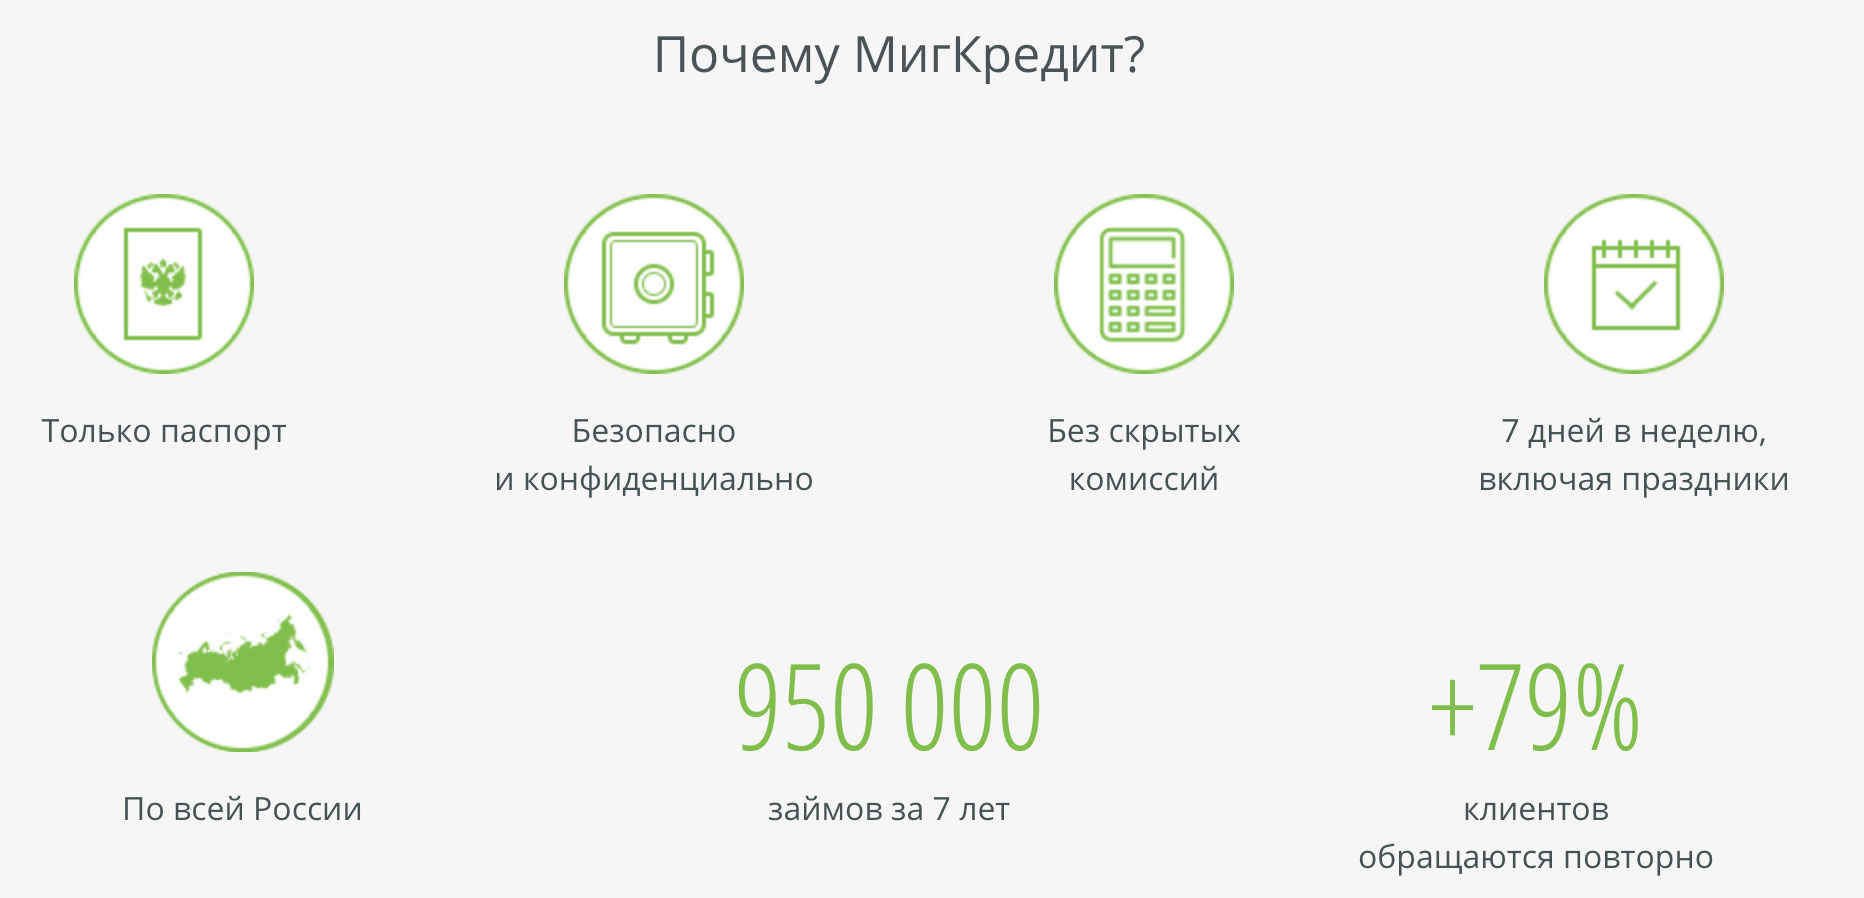 Почему МигКредит?
Только паспорт
Безопасно
и конфиденциально
Без скрытых
комиссий
7 дней в неделю,
включая праздники
По всей России
950 000
займов за 7 лет
+79%
клиентов
обращаются повторно